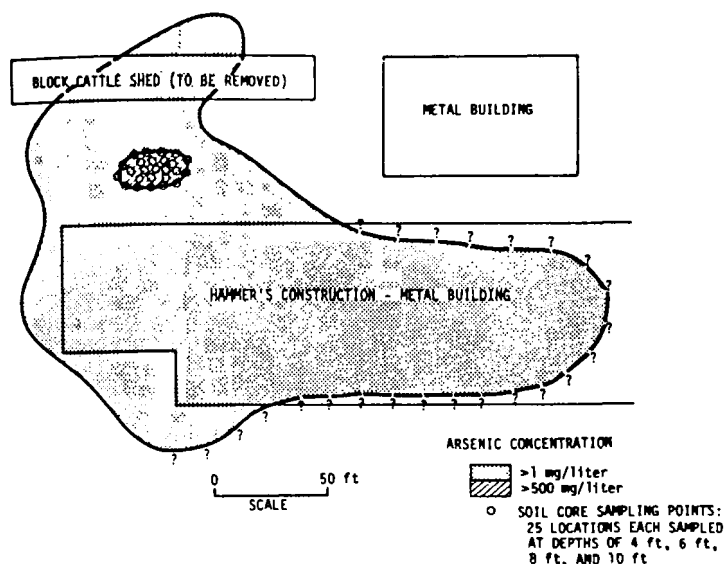 BLOCK CATTLE SHED (TO BE REMOVED)
METAL BUILDING
HAMMER'S CONSTRUCTION - METAL BUILDING
? ? ? ? ? ? ? ? ? ? ? ? ? ? ? ? ? ? ? ? ? ? ?
0 50 ft
SCALE
ARSENIC CONCENTRATION
>1 mg/liter
>500 mg/liter
SOIL CORE SAMPLING POINTS:
25 LOCATIONS EACH SAMPLED
AT DEPTHS OF 4 ft, 6 ft,
8 ft, AND 10 ft